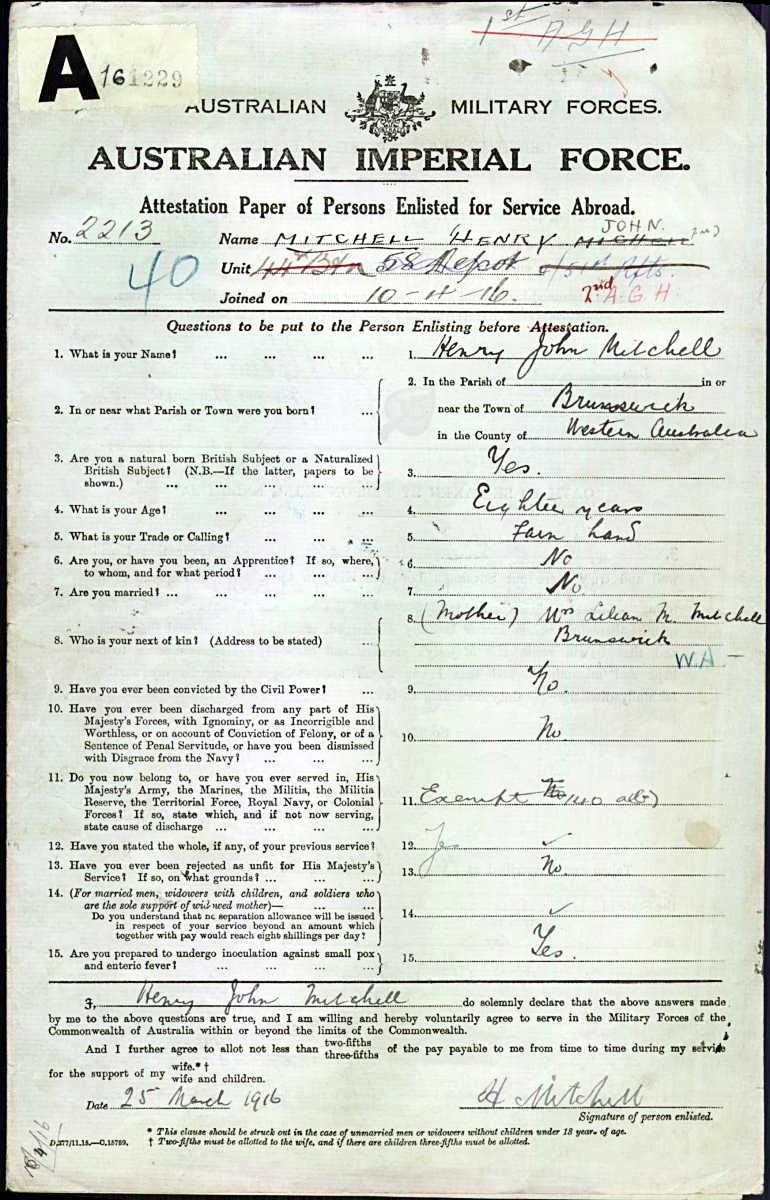 1st AGH
A 161229
AUSTRALIAN MILITARY FORCES.
AUSTRALIAN IMPERIAL FORCE.
Attestation Paper of Persons Enlisted for Service Abroad.
No. 2213 Name MITCHELL HENRY JOHN
40 Unit 44th Btn 58 Depot
Joined on 10-4-16. 2nd A.G.H
Questions to be put to the Person Enlisting before Attestation.
1. What is your Name? ... ... ... ... 1. Henry John Mitchell
2. In or near what Parish or Town were you born? ... 2. In the Parish of in or
near the Town of Brunswick
in the County of Western Australia
3. Are you a natural born British Subject or a Naturalized
British Subject? (N.B.—If the latter, papers to be
shown.) ... ... ... ... ... 3. Yes.
4. What is your Age? ... ... ... ... 4. Eighteen years
5. What is your Trade or Calling? ... ... ... 5. Farm hand
6. Are you, or have you been, an Apprentice? If so, where,
to whom, and for what period? ... ... ... 6. No
7. Are you married? ... ... ... ... ... 7. No
8. Who is your next of kin? (Address to be stated) ... 8. (Mother) Mrs Lilian M. Mitchell
Brunswick
W.A -
9. Have you ever been convicted by the Civil Power? ... 9. No.
10. Have you ever been discharged from any part of His
Majesty's Forces, with Ignominy, or as Incorrigible and
Worthless, or on account of Conviction of Felony, or of a
Sentence of Penal Servitude, or have you been dismissed
with Disgrace from the Navy? ... ... ... 10. No
11. Do you now belong to, or have you ever served in, His
Majesty's Army, the Marines, the Militia, the Militia
Reserve, the Territorial Force, Royal Navy, or Colonial
Forces? If so, state which, and if not now serving,
state cause of discharge ... ... ... ... 11. Exempt
12. Have you stated the whole, if any, of your previous service? 12.
13. Have you ever been rejected as unfit for His Majesty's
Service? If so, on what grounds? ... ... ... 13. No.
14. (For married men, widowers with children, and soldiers who
are the sole support of widowed mother)— ... ...
Do you understand that no separation allowance will be issued
in respect of your service beyond an amount which
together with pay would reach eight shillings per day? 14.
15. Are you prepared to undergo inoculation against small pox
and enteric fever? ... ... ... ... 15. Yes.
I, Henry John Mitchell do solemnly declare that the above answers made
by me to the above questions are true, and I am willing and hereby voluntarily agree to serve in the Military Forces of the
Commonwealth of Australia within or beyond the limits of the Commonwealth.
And I further agree to allot not less than two-fifths three-fifths of the pay payable to me from time to time during my service
for the support of my wife.* † wife and children.
Date 25 March 1916 H Mitchell
Signature of person enlisted.
* This clause should be struck out in the case of unmarried men or widowers without children under 18 years of age.
D.377/11.15.—C.15789. † Two-fifths must be allotted to the wife, and if there are children three-fifths must be allotted.